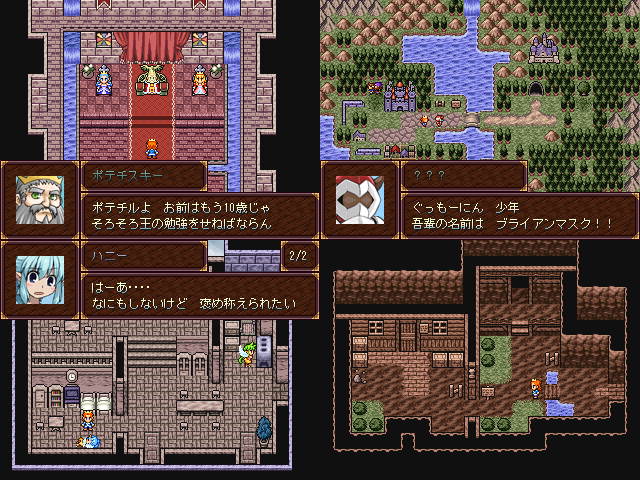 ポテチスキー
ポテチルよ　お前はもう10歳じゃ
そろそろ王の勉強をせねばならん
？？？
ぐっもーにん　少年
吾輩の名前は　ブライアンマスク！！
ハニー
2/2
はーあ････
なにもしないけど　褒め称えられたい